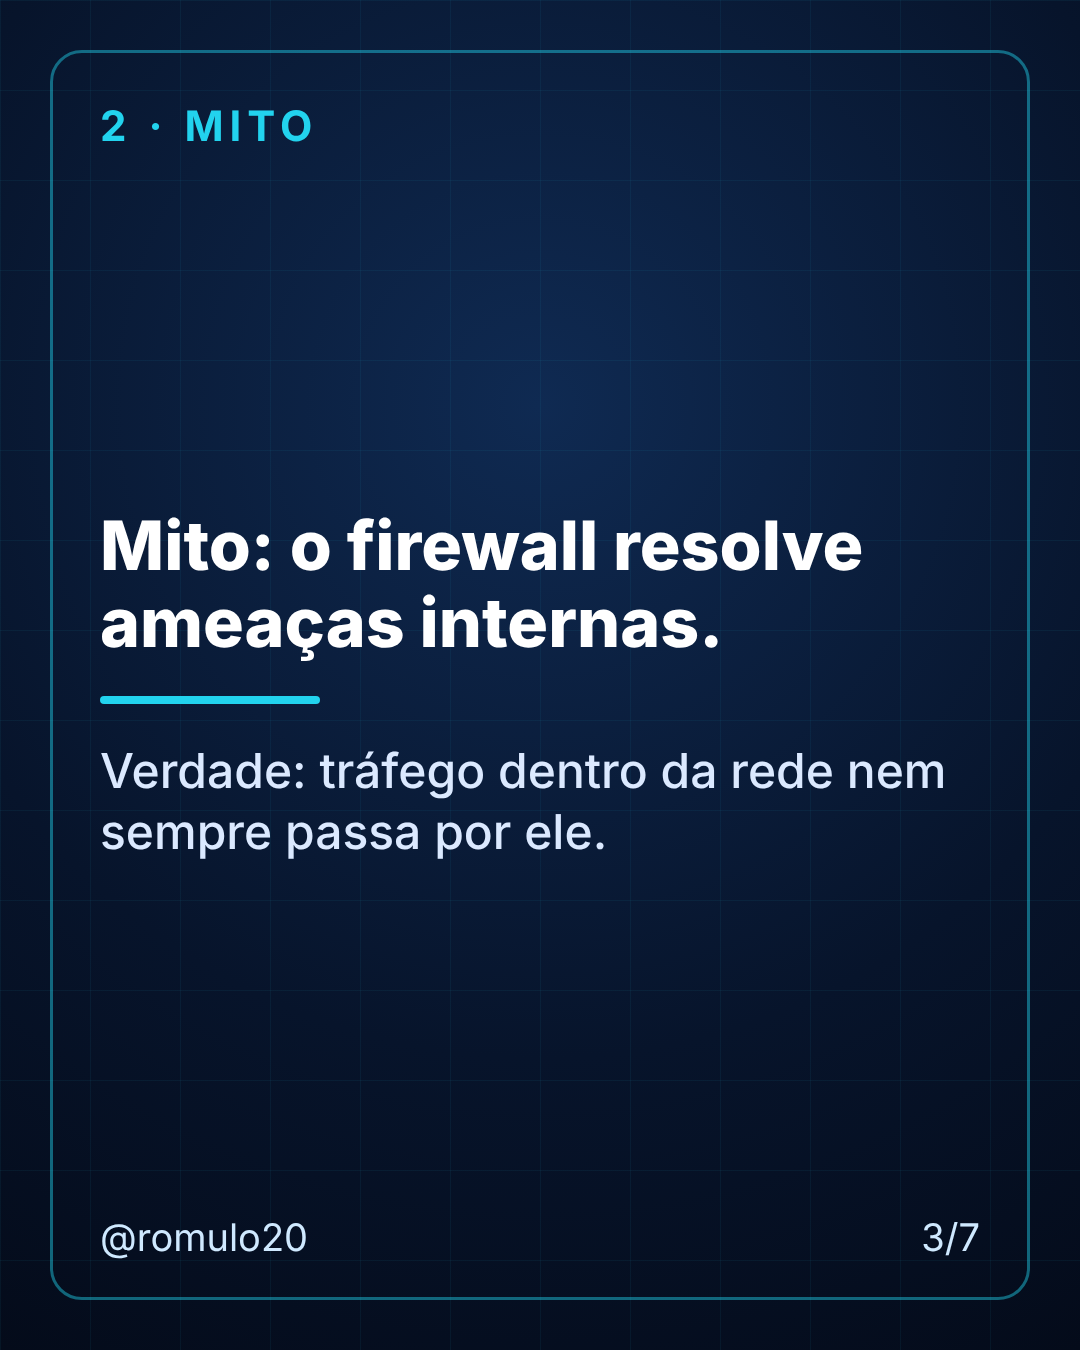 2 · MITO
Mito: o firewall resolve
ameaças internas.
Verdade: tráfego dentro da rede nem
sempre passa por ele.
@romulo20
3/7